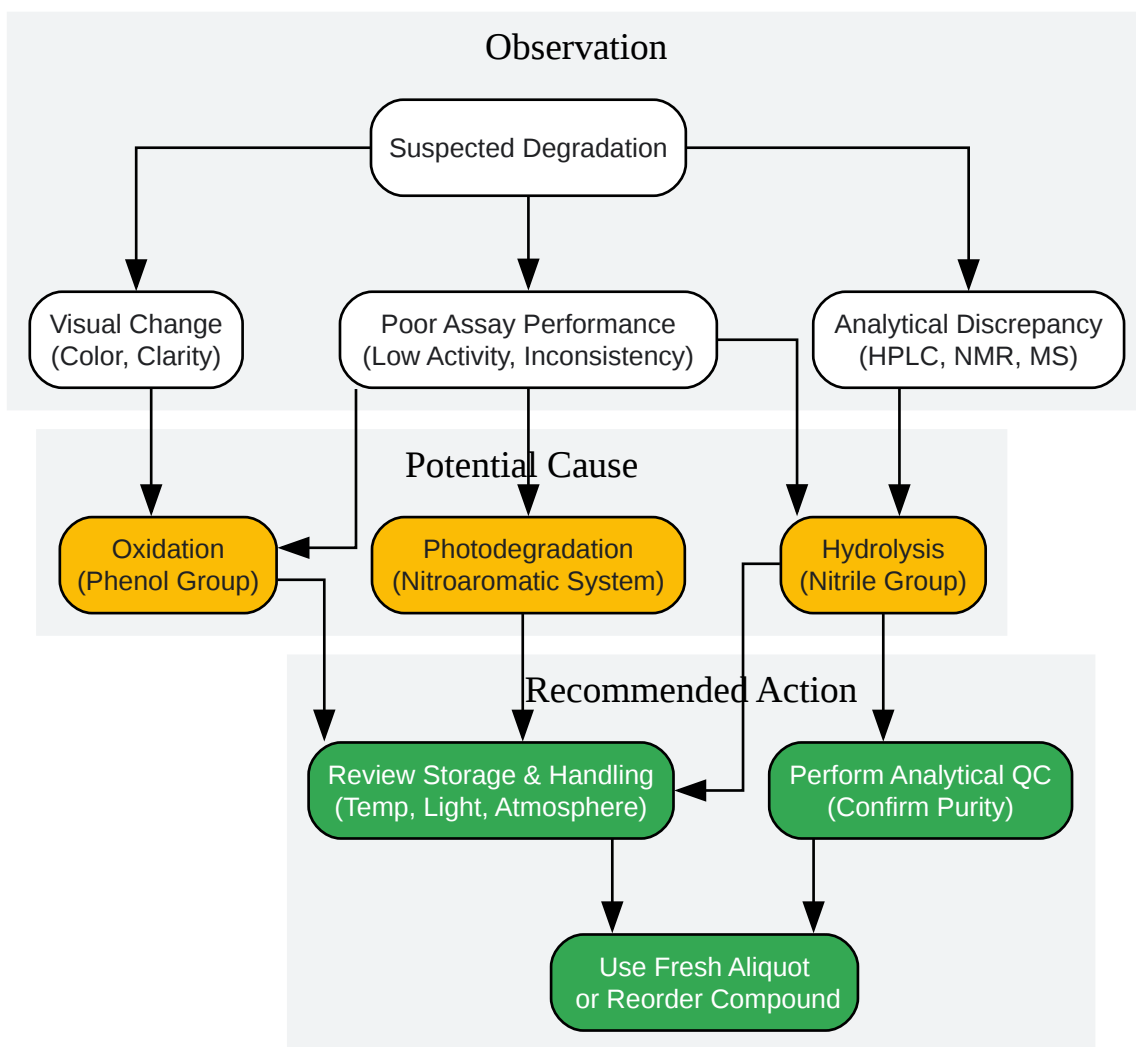 Observation
Suspected Degradation
Visual Change
(Color, Clarity)
Poor Assay Performance
(Low Activity, Inconsistency)
Analytical Discrepancy
(HPLC, NMR, MS)
Potential Cause
Oxidation
(Phenol Group)
Photodegradation
(Nitroaromatic System)
Hydrolysis
(Nitrile Group)
Recommended Action
Review Storage & Handling
(Temp, Light, Atmosphere)
Perform Analytical QC
(Confirm Purity)
Use Fresh Aliquot
or Reorder Compound